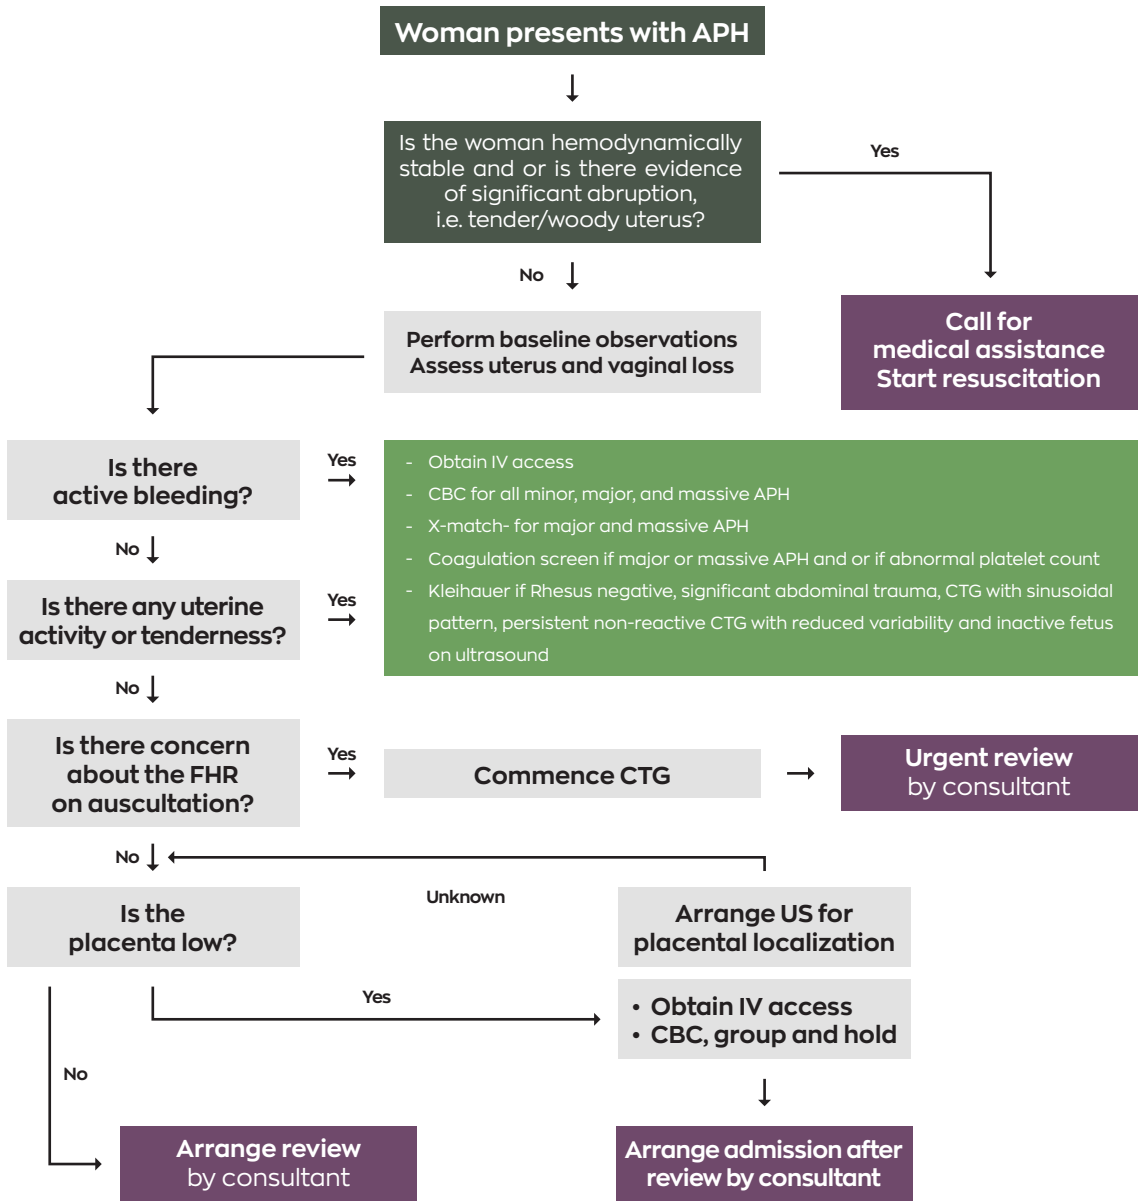 Woman presents with APH
Is the woman hemodynamically
stable and or is there evidence
of significant abruption,
i.e. tender/woody uterus?
Yes
No
Call for
medical assistance
Start resuscitation
Perform baseline observations
Assess uterus and vaginal loss
Is there
active bleeding?
Yes
- Obtain IV access
- CBC for all minor, major, and massive APH
- X-match- for major and massive APH
- Coagulation screen if major or massive APH and or if abnormal platelet count
- Kleihauer if Rhesus negative, significant abdominal trauma, CTG with sinusoidal
pattern, persistent non-reactive CTG with reduced variability and inactive fetus
on ultrasound
No
Is there any uterine
activity or tenderness?
Yes
No
Is there concern
about the FHR
on auscultation?
Yes
Commence CTG
Urgent review
by consultant
No
Is the
placenta low?
Unknown
Arrange US for
placental localization
Yes
• Obtain IV access
• CBC, group and hold
No
Arrange review
by consultant
Arrange admission after
review by consultant